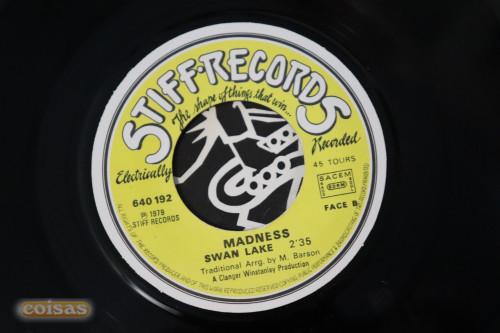 STIFF·RECORDS
The shape of things that win...
Electrically
Recorded
640 192
℗ 1979
STIFF RECORDS
45 TOURS
SACEM
FACE B
MADNESS
SWAN LAKE 2'35
Traditional Arrg. by M. Barson
A Clanger Winstanley Production
coisas